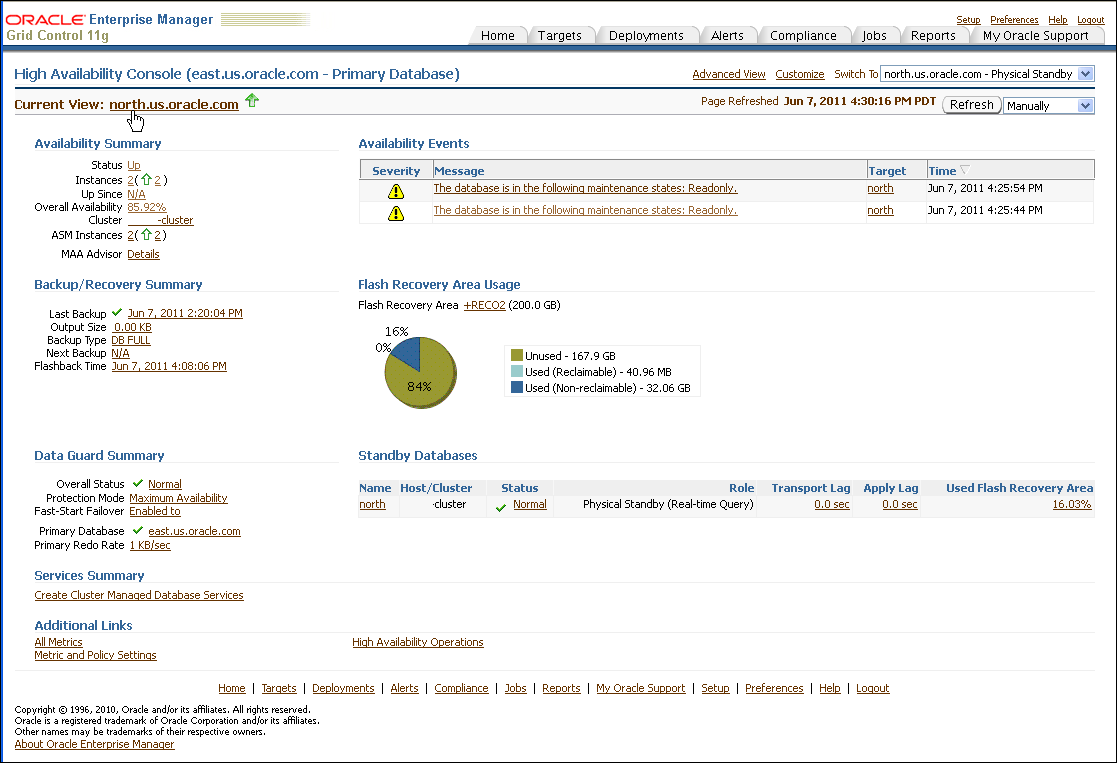 ORACLE Enterprise Manager
Grid Control 11g
Setup Preferences Help Logout
Home Targets Deployments Alerts Compliance Jobs Reports My Oracle Support
High Availability Console (east.us.oracle.com - Primary Database)
Advanced View Customize Switch To north.us.oracle.com - Physical Standby
Current View: north.us.oracle.com
Page Refreshed Jun 7, 2011 4:30:16 PM PDT Refresh Manually
Availability Summary
Status Up
Instances 2( 2 )
Up Since N/A
Overall Availability 85.92%
Cluster -cluster
ASM Instances 2( 2 )
MAA Advisor Details
Availability Events
Severity Message Target Time
The database is in the following maintenance states: Readonly. north Jun 7, 2011 4:25:54 PM
The database is in the following maintenance states: Readonly. north Jun 7, 2011 4:25:44 PM
Backup/Recovery Summary
Last Backup Jun 7, 2011 2:20:04 PM
Output Size 0.00 KB
Backup Type DB FULL
Next Backup N/A
Flashback Time Jun 7, 2011 4:08:06 PM
Flash Recovery Area Usage
Flash Recovery Area +RECO2 (200.0 GB)
16%
0%
84%
Unused - 167.9 GB
Used (Reclaimable) - 40.96 MB
Used (Non-reclaimable) - 32.06 GB
Data Guard Summary
Overall Status Normal
Protection Mode Maximum Availability
Fast-Start Failover Enabled to
Primary Database east.us.oracle.com
Primary Redo Rate 1 KB/sec
Standby Databases
Name Host/Cluster Status Role Transport Lag Apply Lag Used Flash Recovery Area
north -cluster Normal Physical Standby (Real-time Query) 0.0 sec 0.0 sec 16.03%
Services Summary
Create Cluster Managed Database Services
Additional Links
All Metrics
Metric and Policy Settings
High Availability Operations
Home | Targets | Deployments | Alerts | Compliance | Jobs | Reports | My Oracle Support | Setup | Preferences | Help | Logout
Copyright © 1996, 2010, Oracle and/or its affiliates. All rights reserved.
Oracle is a registered trademark of Oracle Corporation and/or its affiliates.
Other names may be trademarks of their respective owners.
About Oracle Enterprise Manager